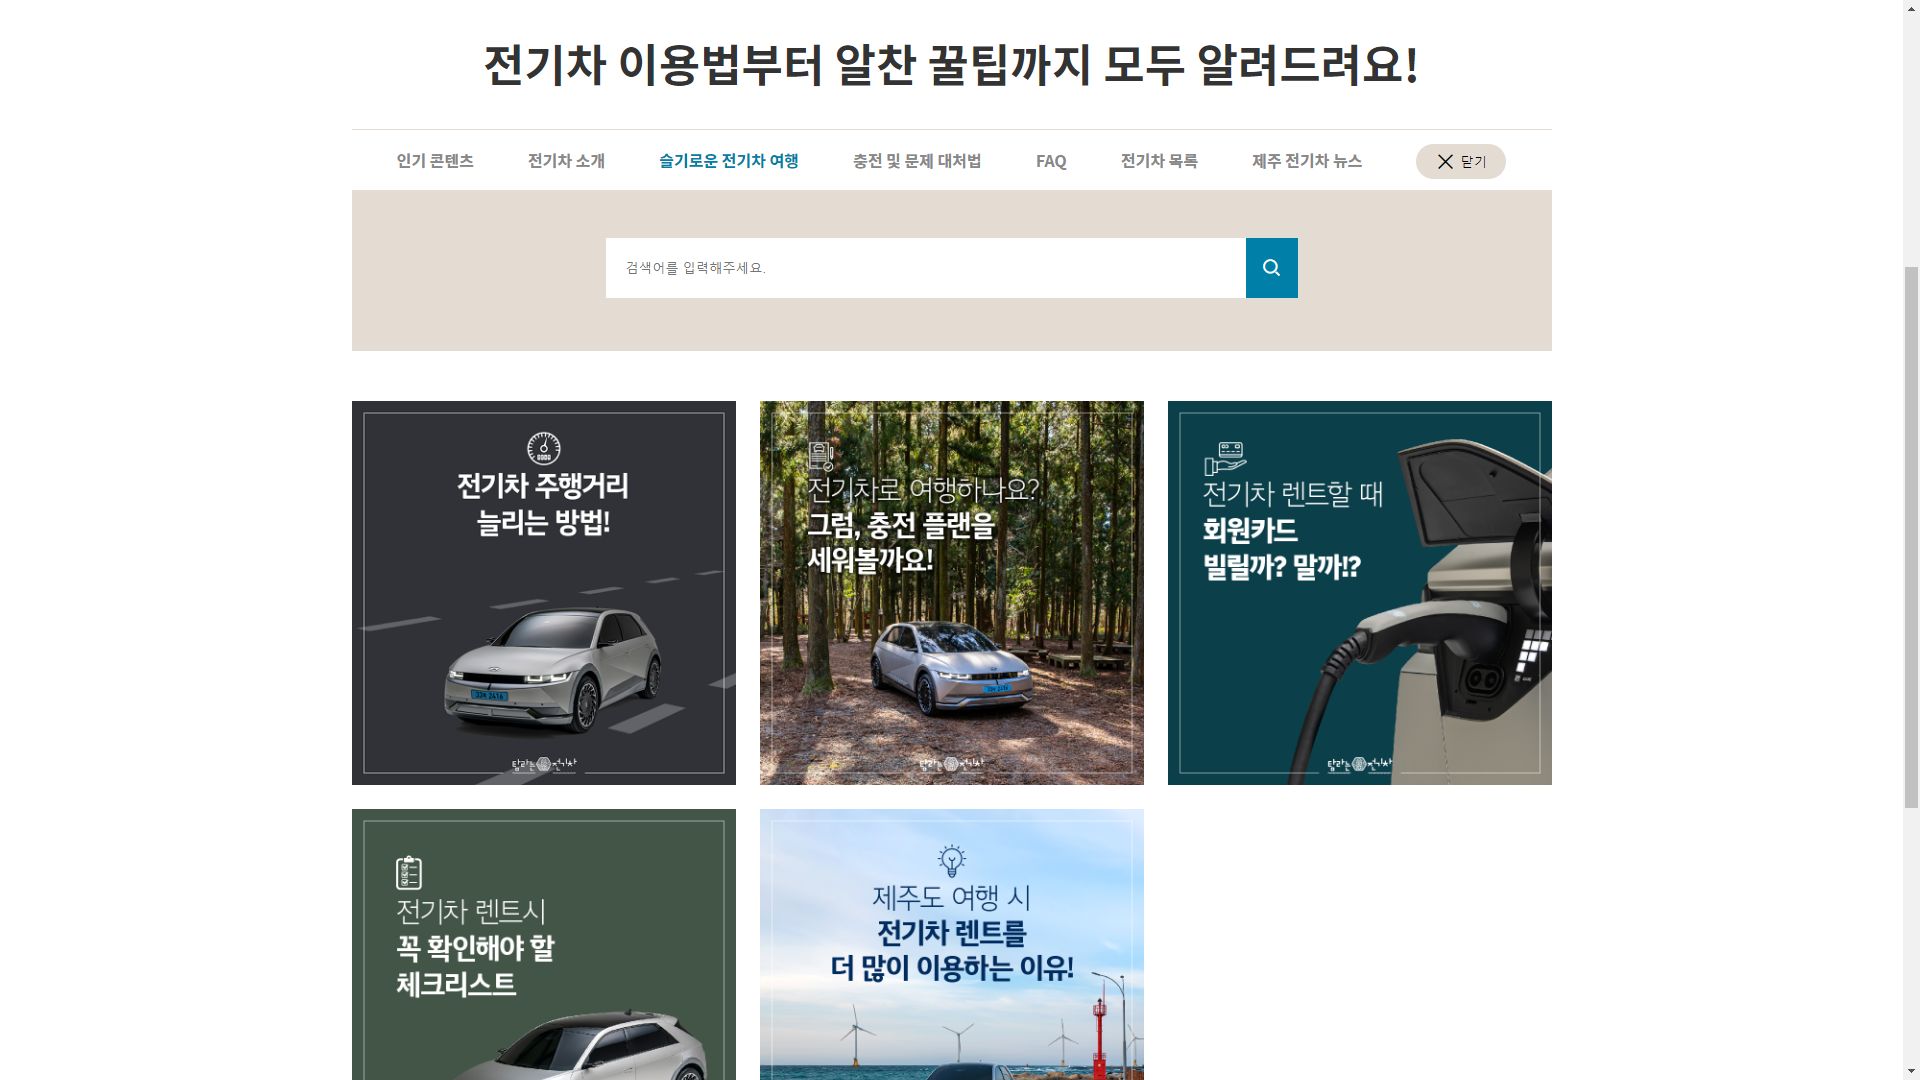 전기차 이용법부터 알찬 꿀팁까지 모두 알려드려요!
인기 콘텐츠 전기차 소개 슬기로운 전기차 여행 충전 및 문제 대처법 FAQ 전기차 목록 제주 전기차 뉴스 닫기
검색어를 입력해주세요.
전기차 주행거리
늘리는 방법!
탐라는 전기차
전기차로 여행하나요?
그럼, 충전 플랜을
세워볼까요!
탐라는 전기차
전기차 렌트할 때
회원카드
빌릴까? 말까!?
탐라는 전기차
전기차 렌트시
꼭 확인해야 할
체크리스트
제주도 여행 시
전기차 렌트를
더 많이 이용하는 이유!